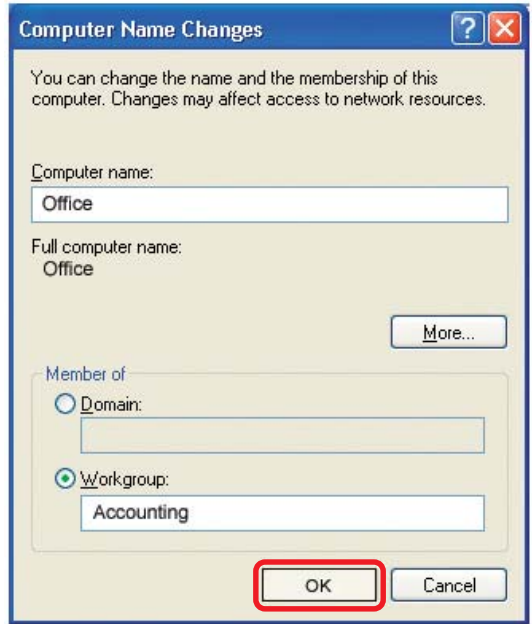 Computer Name Changes
?
You can change the name and the membership of this
computer. Changes may affect access to network resources.
Computer name:
Office
Full computer name:
Office
More...
Member of
Domain:
Workgroup:
Accounting
OK Cancel